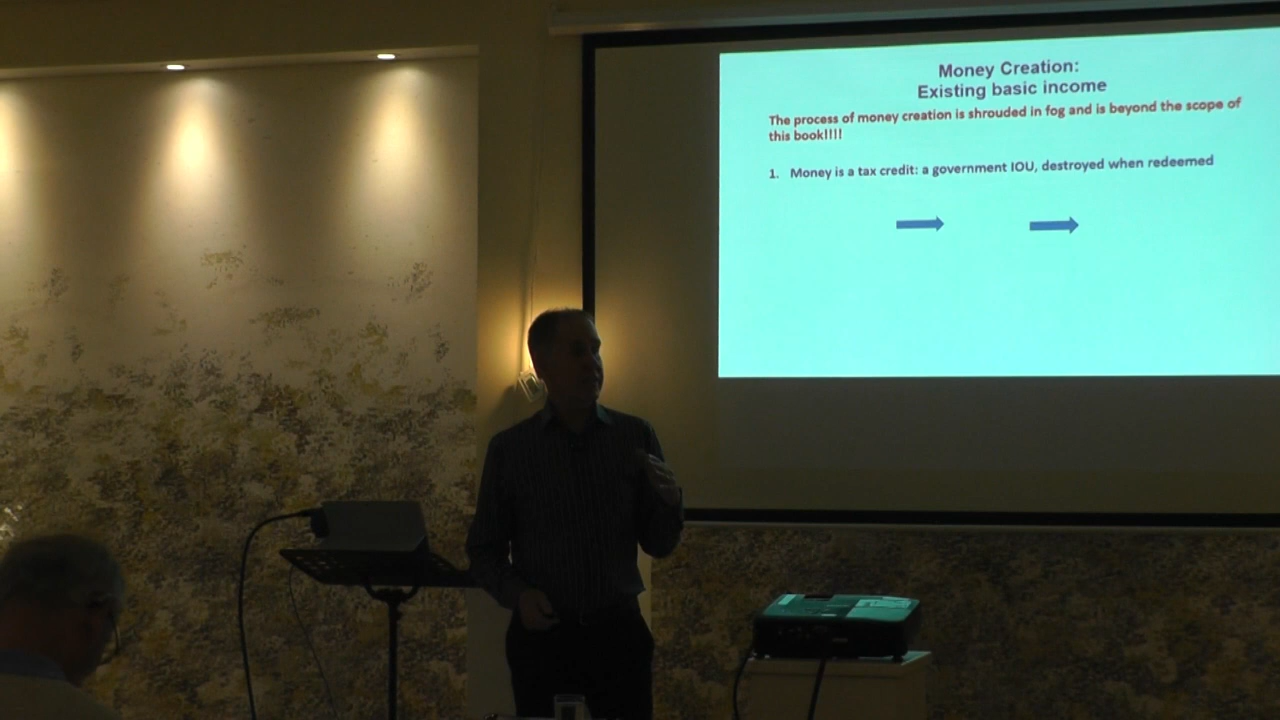 Money Creation:
Existing basic income
The process of money creation is shrouded in fog and is beyond the scope of
this book!!!!
1. Money is a tax credit: a government IOU, destroyed when redeemed